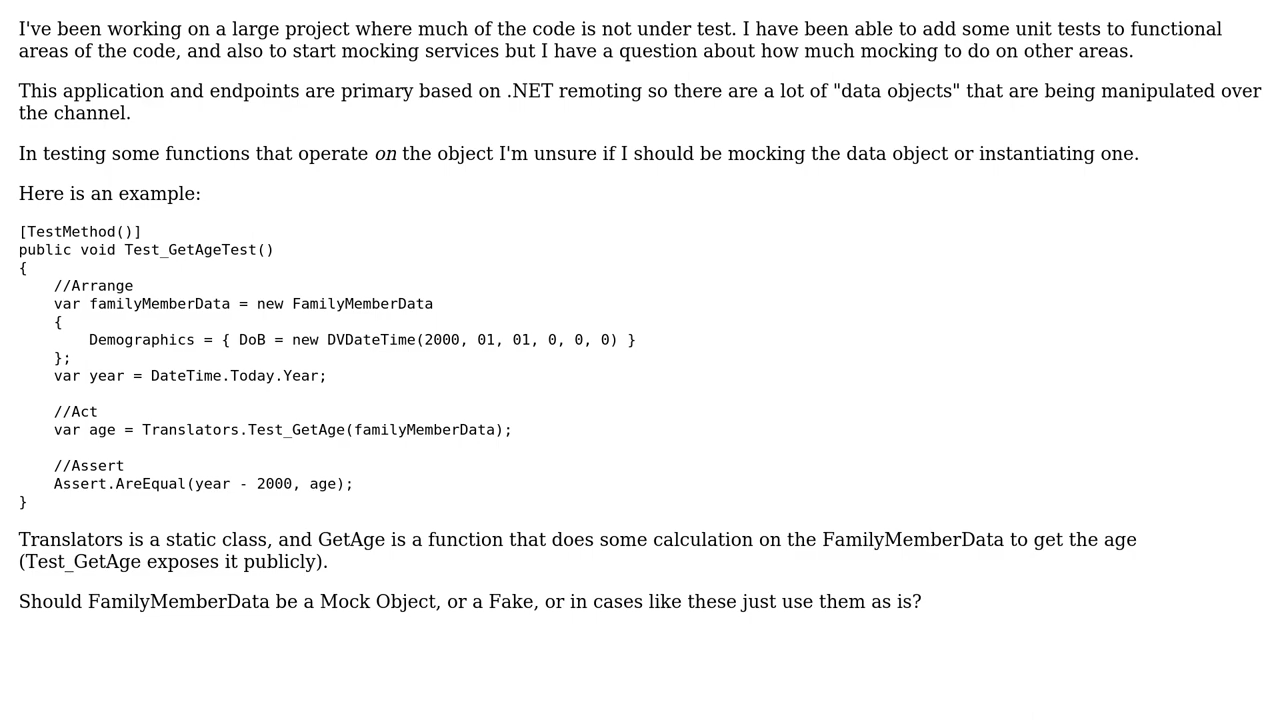 I've been working on a large project where much of the code is not under test. I have been able to add some unit tests to functional
areas of the code, and also to start mocking services but I have a question about how much mocking to do on other areas.
This application and endpoints are primary based on .NET remoting so there are a lot of "data objects" that are being manipulated over
the channel.
In testing some functions that operate on the object I'm unsure if I should be mocking the data object or instantiating one.
Here is an example:
[TestMethod()]
public void Test_GetAgeTest()
{
    //Arrange
    var familyMemberData = new FamilyMemberData
    {
        Demographics = { DoB = new DVDateTime(2000, 01, 01, 0, 0, 0) }
    };
    var year = DateTime.Today.Year;
    //Act
    var age = Translators.Test_GetAge(familyMemberData);
    //Assert
    Assert.AreEqual(year - 2000, age);
}
Translators is a static class, and GetAge is a function that does some calculation on the FamilyMemberData to get the age
(Test_GetAge exposes it publicly).
Should FamilyMemberData be a Mock Object, or a Fake, or in cases like these just use them as is?